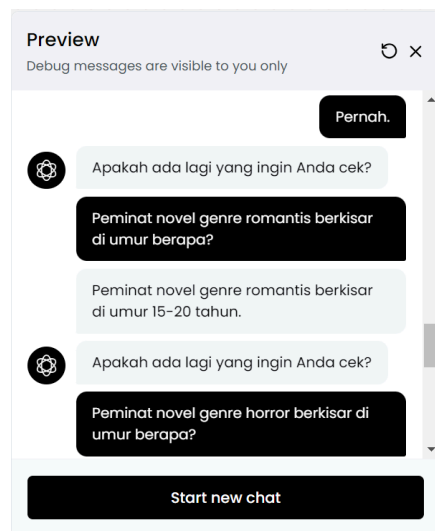 Preview
Debug messages are visible to you only
Pernah.
Apakah ada lagi yang ingin Anda cek?
Peminat novel genre romantis berkisar
di umur berapa?
Peminat novel genre romantis berkisar
di umur 15-20 tahun.
Apakah ada lagi yang ingin Anda cek?
Peminat novel genre horror berkisar di
umur berapa?
Start new chat